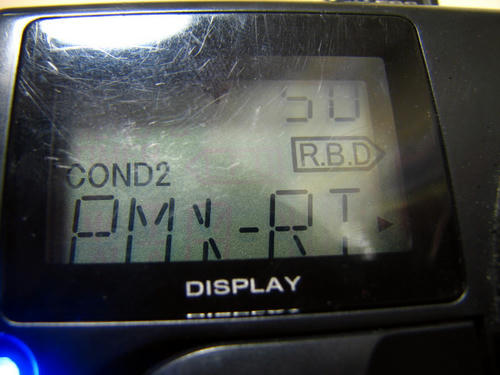 50
R.B.D
COND2
PMX-RT
DISPLAY